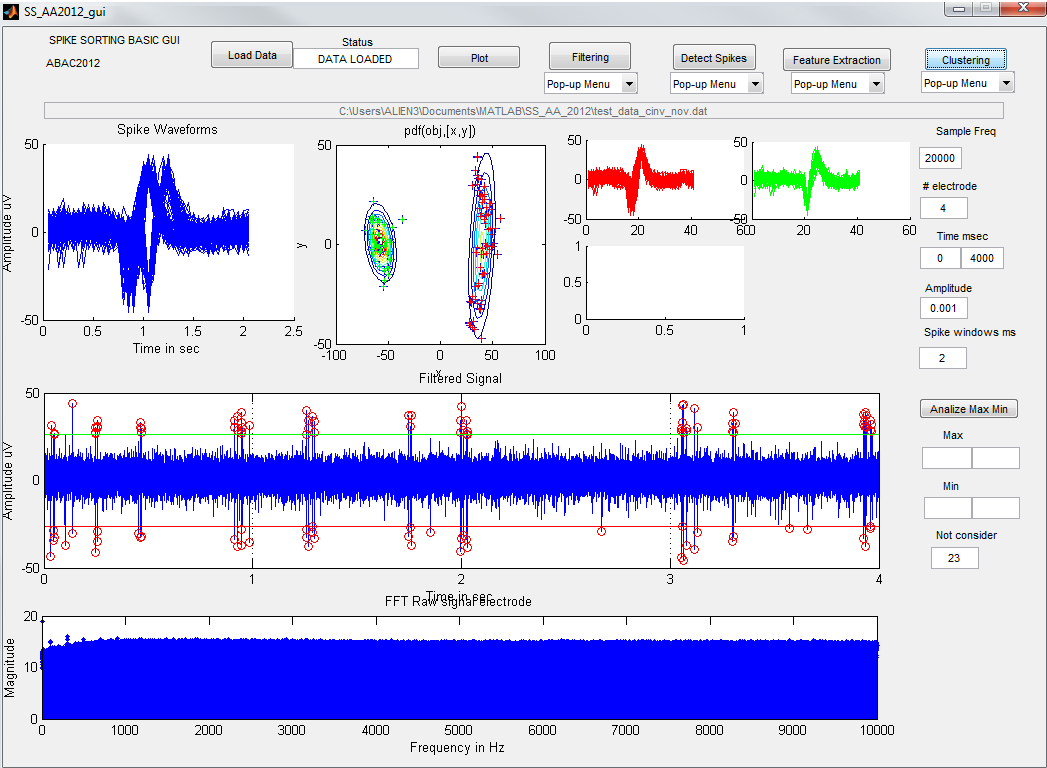 SS_AA2012_gui
SPIKE SORTING BASIC GUI
ABAC2012
Load Data
Status
DATA LOADED
Plot
Filtering
Pop-up Menu
Detect Spikes
Pop-up Menu
Feature Extraction
Pop-up Menu
Clustering
Pop-up Menu
C:\Users\ALIEN3\Documents\MATLAB\SS_AA_2012\test_data_cinv_nov.dat
Spike Waveforms
Amplitude uV
50
0
-50
0 0.5 1 1.5 2 2.5
Time in sec
pdf(obj,[x,y])
y
50
0
-50
-100 -50 0 50 100
x
50
0
-50
0 20 40 60
50
0
-50
0 20 40 60
1
0.5
0
0 0.5 1
Sample Freq
20000
# electrode
4
Time msec
0 4000
Amplitude
0.001
Spike windows ms
2
Analize Max Min
Max
Min
Not consider
23
Filtered Signal
Amplitude uV
50
0
-50
0 1 2 3 4
Time in sec
FFT Raw signal electrode
Magnitude
20
10
0
0 1000 2000 3000 4000 5000 6000 7000 8000 9000 10000
Frequency in Hz